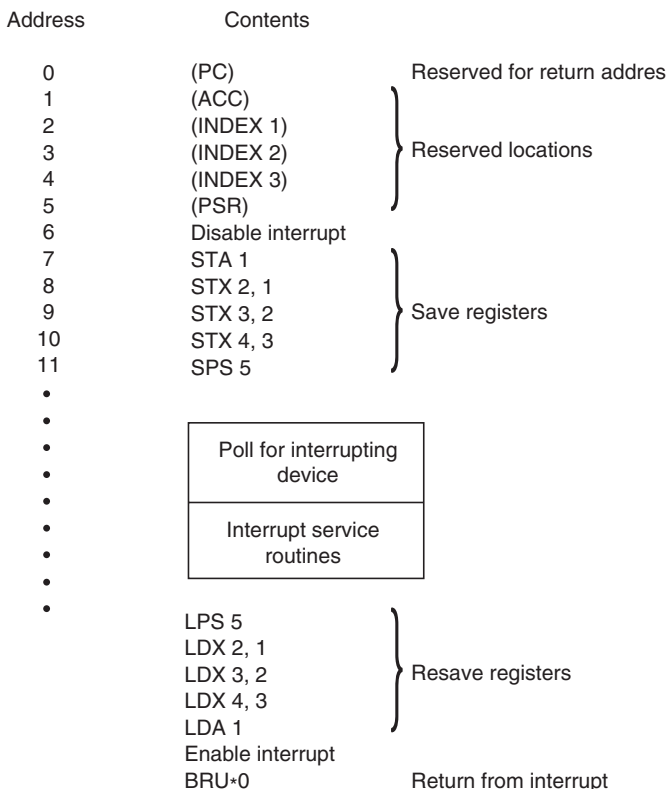 Address Contents
0 (PC) Reserved for return addres
1 (ACC)
2 (INDEX 1)
3 (INDEX 2) Reserved locations
4 (INDEX 3)
5 (PSR)
6 Disable interrupt
7 STA 1
8 STX 2, 1
9 STX 3, 2 Save registers
10 STX 4, 3
11 SPS 5
Poll for interrupting
device
Interrupt service
routines
LPS 5
LDX 2, 1
LDX 3, 2 Resave registers
LDX 4, 3
LDA 1
Enable interrupt
BRU*0 Return from interrupt